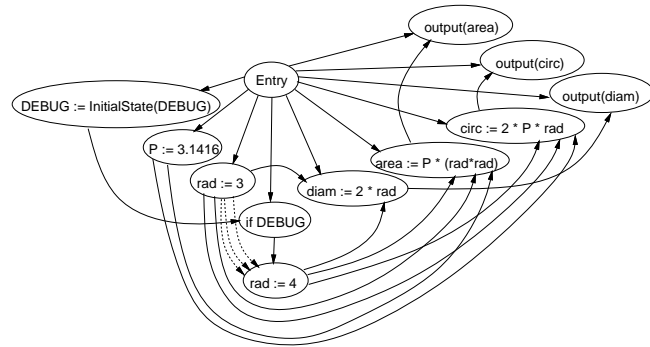 output(area)
output(circ)
Entry
output(diam)
DEBUG := InitialState(DEBUG)
circ := 2 * P * rad
P := 3.1416
area := P * (rad*rad)
rad := 3
diam := 2 * rad
if DEBUG
rad := 4